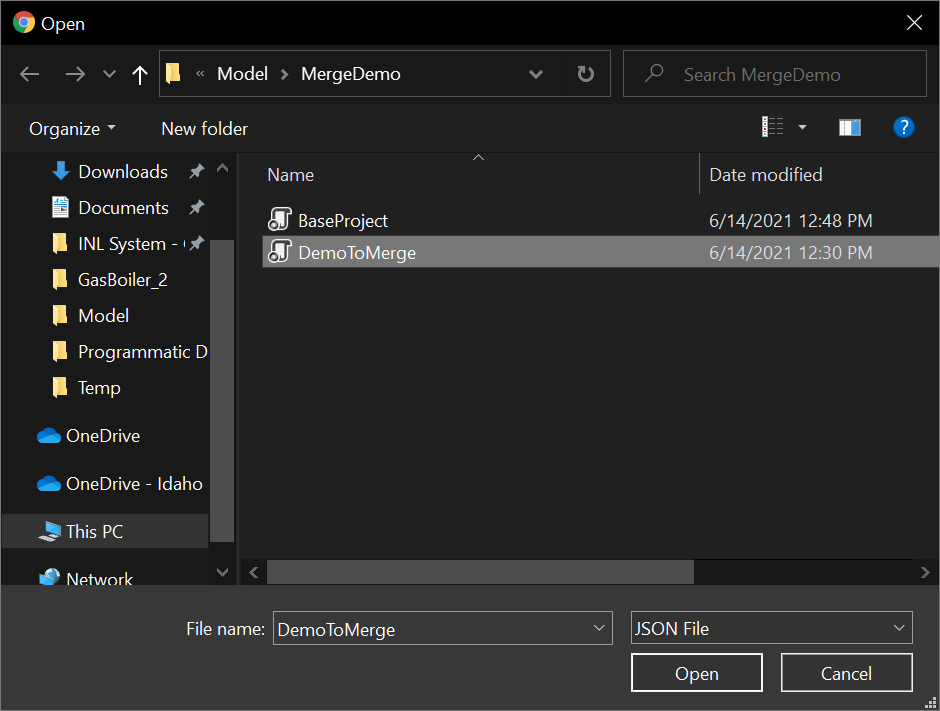 Open
« Model > MergeDemo
Search MergeDemo
Organize
New folder
?
Downloads
Documents
INL System -
GasBoiler_2
Model
Programmatic D
Temp
OneDrive
OneDrive - Idaho
This PC
Network
Name
Date modified
BaseProject 6/14/2021 12:48 PM
DemoToMerge 6/14/2021 12:30 PM
File name: DemoToMerge
JSON File
Open
Cancel